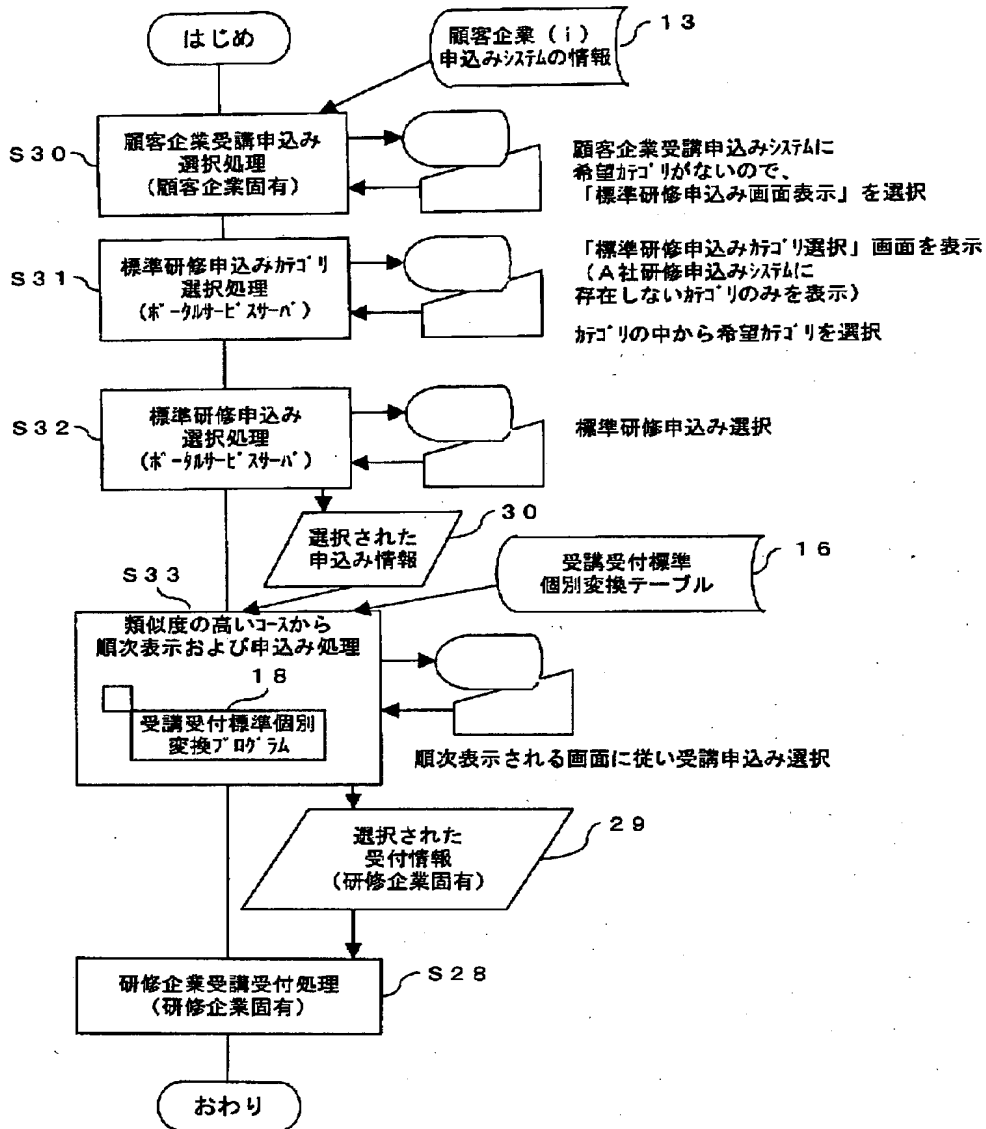 はじめ
顧客企業（ｉ）
申込みｼｽﾃﾑの情報
１３
Ｓ３０
顧客企業受講申込み
選択処理
(顧客企業固有)
顧客企業受講申込みｼｽﾃﾑに
希望ｶﾃｺﾞﾘがないので、
「標準研修申込み画面表示」を選択
Ｓ３１
標準研修申込みｶﾃｺﾞﾘ
選択処理
(ﾎﾟｰﾀﾙｻｰﾋﾞｽｻｰﾊﾞ)
「標準研修申込みｶﾃｺﾞﾘ選択」画面を表示
（Ａ社研修申込みｼｽﾃﾑに
存在しないｶﾃｺﾞﾘのみを表示）
ｶﾃｺﾞﾘの中から希望ｶﾃｺﾞﾘを選択
Ｓ３２
標準研修申込み
選択処理
(ﾎﾟｰﾀﾙｻｰﾋﾞｽｻｰﾊﾞ)
標準研修申込み選択
選択された
申込み情報
３０
受講受付標準
個別変換テーブル
１６
Ｓ３３
類似度の高いｺｰｽから
順次表示および申込み処理
１８
受講受付標準個別
変換ﾌﾟﾛｸﾞﾗﾑ
順次表示される画面に従い受講申込み選択
選択された
受付情報
(研修企業固有)
２９
研修企業受講受付処理
(研修企業固有)
Ｓ２８
おわり